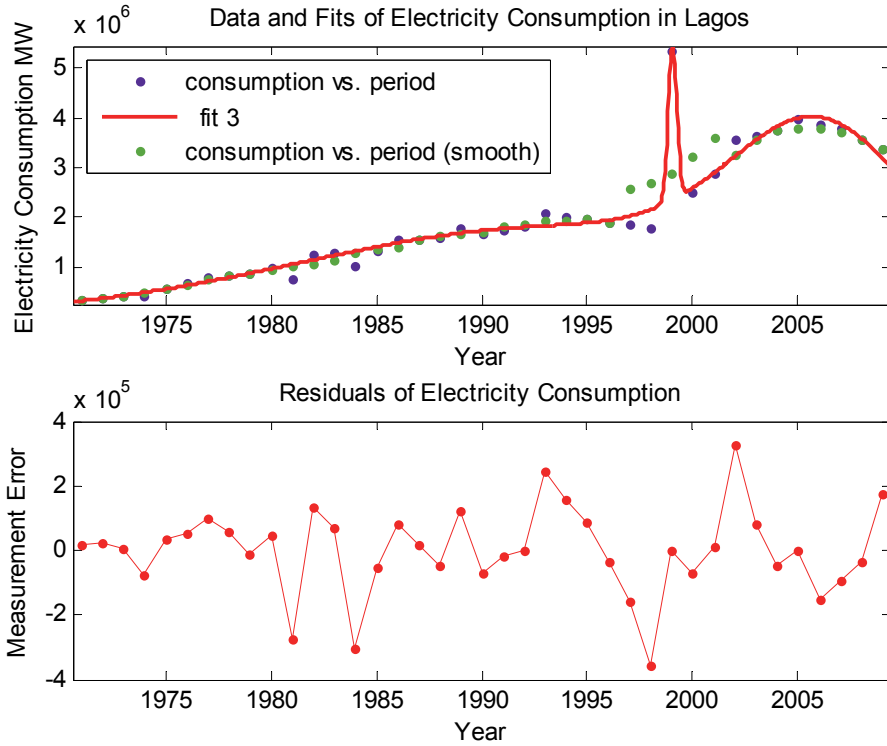 Data and Fits of Electricity Consumption in Lagos
x 10^6
5
4
3
2
1
Electricity Consumption MW
consumption vs. period
fit 3
consumption vs. period (smooth)
1975 1980 1985 1990 1995 2000 2005
Year
Residuals of Electricity Consumption
x 10^5
4
2
0
-2
-4
Measurement Error
1975 1980 1985 1990 1995 2000 2005
Year